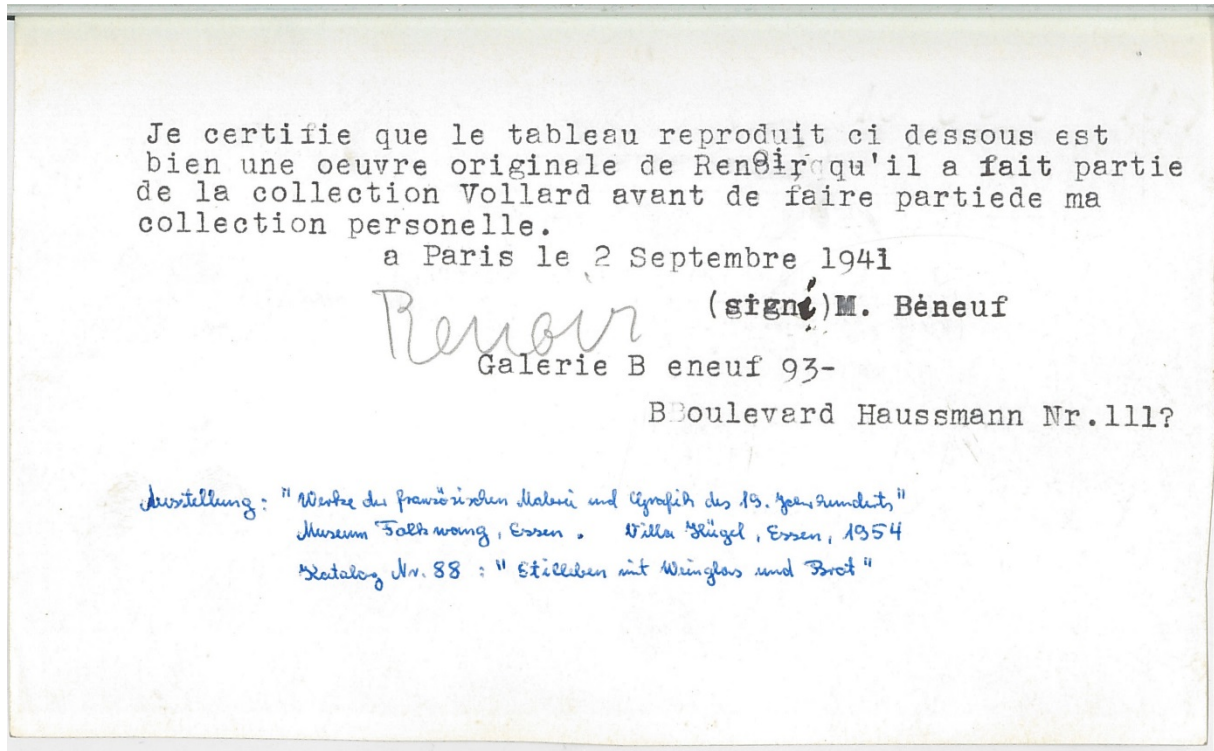 Je certifie que le tableau reproduit ci dessous est
bien une oeuvre originale de Renoir qu'il a fait partie
de la collection Vollard avant de faire partiede ma
collection personelle.
a Paris le 2 Septembre 1941
(signé)M. Béneuf
Renoir
Galerie B eneuf 93-
BBoulevard Haussmann Nr.111?
Ausstellung: "Werke der französischen Malerei und Grafik des 19. Jahrhunderts"
Museum Folkwang, Essen. Villa Hügel, Essen, 1954
Katalog Nr. 88 : "Stilleben mit Weinglas und Brot"